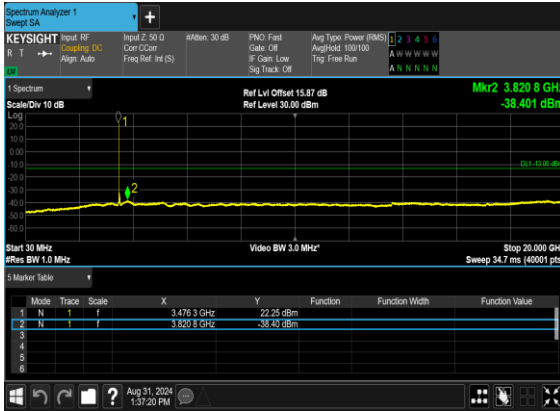 Spectrum Analyzer 1
Swept SA
+
KEYSIGHT
R T
LV
Input: RF
Coupling: DC
Align: Auto
Input Z: 50 Ω
Corr CCorr
Freq Ref: Int (S)
#Atten: 30 dB
PNO: Fast
Gate: Off
IF Gain: Low
Sig Track: Off
Avg Type: Power (RMS)
Avg|Hold: 100/100
Trig: Free Run
1 2 3 4 5 6
A W W W W W
A N N N N N
1 Spectrum
Scale/Div 10 dB
Ref Lvl Offset 15.87 dB
Ref Level 30.00 dBm
Mkr2 3.820 8 GHz
-38.401 dBm
Log
20.0
10.0
0.00
-10.0
-20.0
-30.0
-40.0
-50.0
-60.0
1
2
DL1 -13.00 dBm
Start 30 MHz
#Res BW 1.0 MHz
Video BW 3.0 MHz*
Stop 20.000 GHz
Sweep 34.7 ms (40001 pts)
5 Marker Table
Mode Trace Scale X Y Function Function Width Function Value
1 N 1 f 3.476 3 GHz 22.25 dBm
2 N 1 f 3.820 8 GHz -38.40 dBm
3
4
5
6
?
Aug 31, 2024
1:37:20 PM